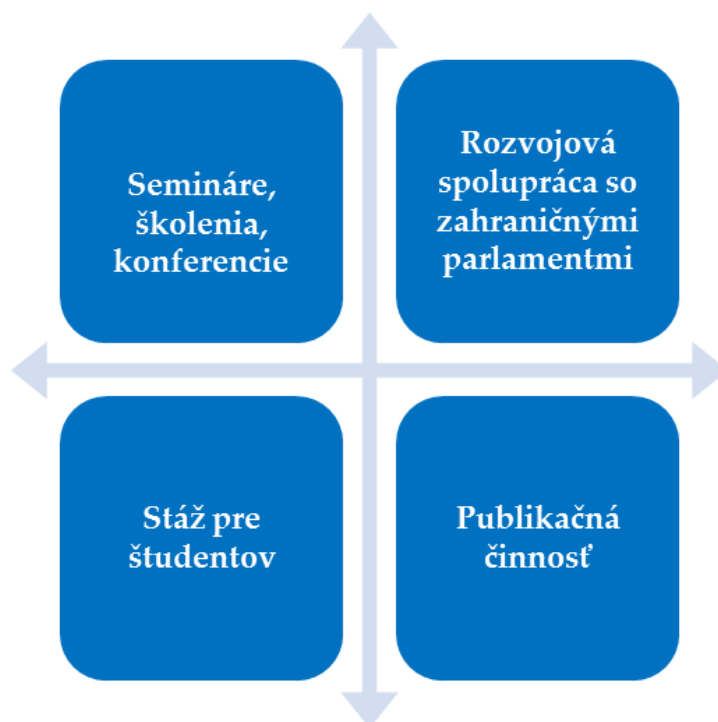 Semináre,
školenia,
konferencie
Rozvojová
spolupráca so
zahraničnými
parlamentmi
Stáž pre
študentov
Publikačná
činnosť